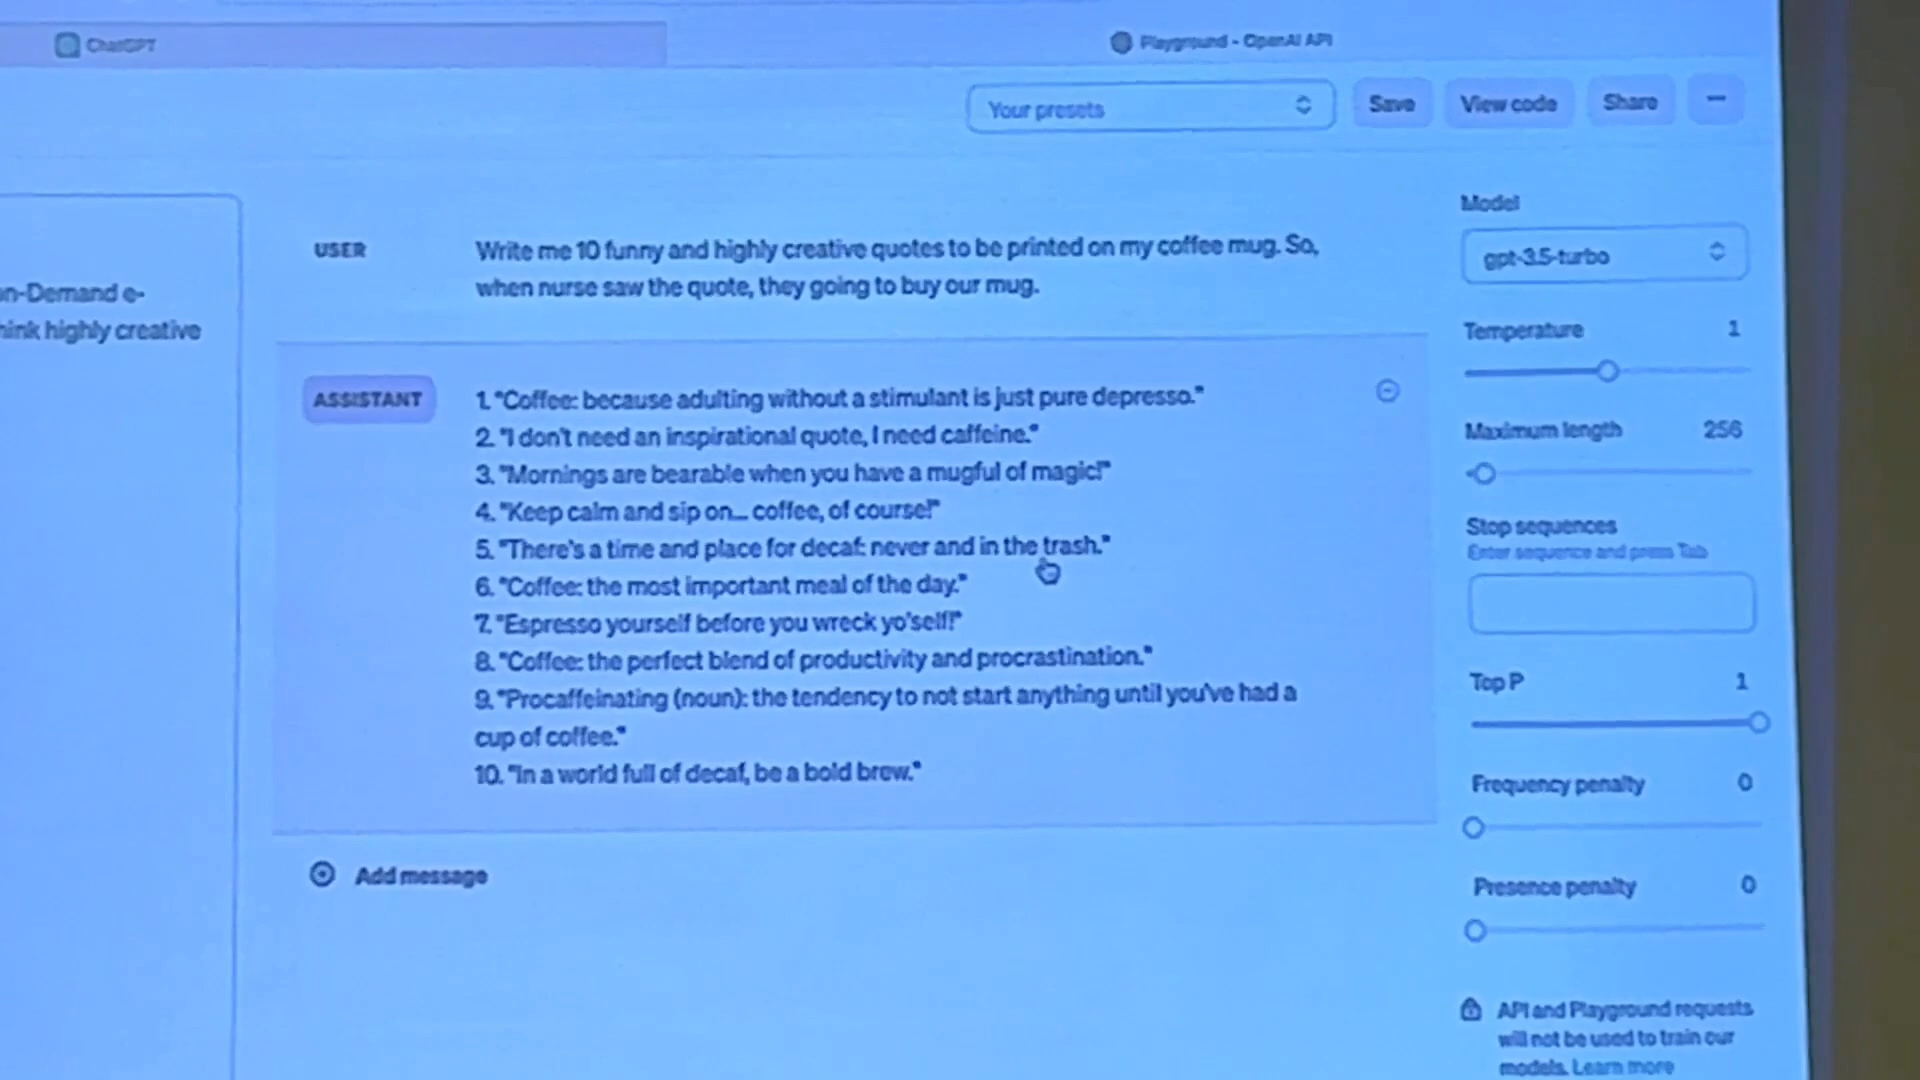 ChatGPT
Playground - OpenAI API
Your presets
Save
View code
Share
on-Demand e-
hink highly creative
USER
Write me 10 funny and highly creative quotes to be printed on my coffee mug. So,
when nurse saw the quote, they going to buy our mug.
ASSISTANT
1. "Coffee: because adulting without a stimulant is just pure depresso."
2. "I don't need an inspirational quote, I need caffeine."
3. "Mornings are bearable when you have a mugful of magic!"
4. "Keep calm and sip on... coffee, of course!"
5. "There's a time and place for decaf: never and in the trash."
6. "Coffee: the most important meal of the day."
7. "Espresso yourself before you wreck yo'self!"
8. "Coffee: the perfect blend of productivity and procrastination."
9. "Procaffeinating (noun): the tendency to not start anything until you've had a
cup of coffee."
10. "In a world full of decaf, be a bold brew."
Add message
Model
gpt-3.5-turbo
Temperature 1
Maximum length 256
Stop sequences
Enter sequence and press Tab
Top P 1
Frequency penalty 0
Presence penalty 0
API and Playground requests
will not be used to train our
models. Learn more